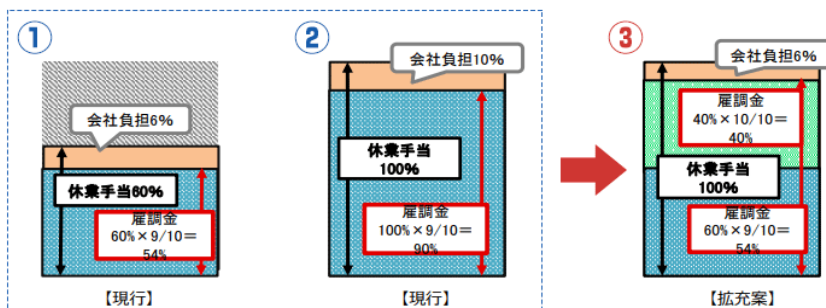 ①
会社負担6%
休業手当60%
雇調金
60%×9/10=
54%
【現行】
②
会社負担10%
休業手当
100%
雇調金
100%×9/10=
90%
【現行】
③
会社負担6%
雇調金
40%×10/10=
40%
休業手当
100%
雇調金
60%×9/10=
54%
【拡充案】